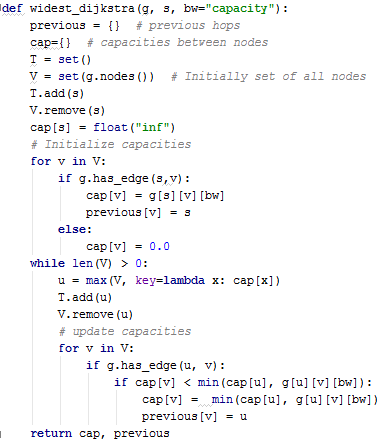 def widest_dijkstra(g, s, bw="capacity"):
    previous = {}  # previous hops
    cap={}  # capacities between nodes
    T = set()
    V = set(g.nodes())  # Initially set of all nodes
    T.add(s)
    V.remove(s)
    cap[s] = float("inf")
    # Initialize capacities
    for v in V:
        if g.has_edge(s,v):
            cap[v] = g[s][v][bw]
            previous[v] = s
        else:
            cap[v] = 0.0
    while len(V) > 0:
        u = max(V, key=lambda x: cap[x])
        T.add(u)
        V.remove(u)
        # update capacities
        for v in V:
            if g.has_edge(u, v):
                if cap[v] < min(cap[u], g[u][v][bw]):
                    cap[v] =  min(cap[u], g[u][v][bw])
                    previous[v] = u
    return cap, previous